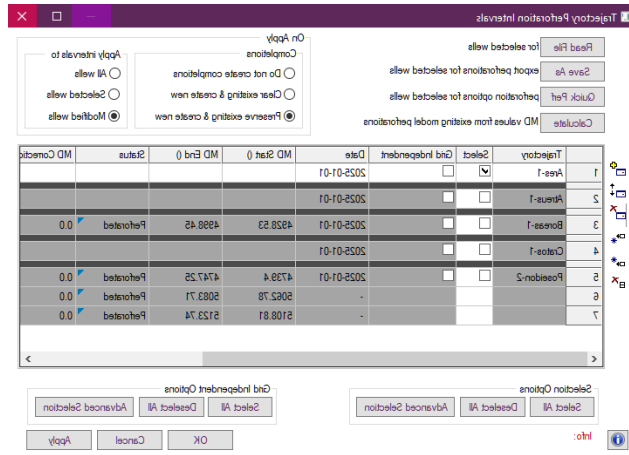 Trajectory Perforation Intervals
Read File for selected wells
Save As export perforations for selected wells
Quick Perf perforation options for selected wells
Calculate MD values from existing model perforations
On Apply
Completions
Do not create completions
Clear existing & create new
Preserve existing & create new
Apply intervals to
All wells
Selected wells
Modified wells
Trajectory Select Grid Independent Date MD Start () MD End () Status MD Correctio
1 Ares-1 2025-01-01
2 Atreus-1 2025-01-01
3 Boreas-1 2025-01-01 4928.53 4998.45 Perforated 0.0
4 Cratos-1 2025-01-01
5 Poseidon-2 2025-01-01 4739.4 4747.25 Perforated 0.0
6 - 5062.78 5083.71 Perforated 0.0
7 - 5108.81 5123.74 Perforated 0.0
Selection Options
Select All Deselect All Advanced Selection
Grid Independent Options
Select All Deselect All Advanced Selection
Info:
OK Cancel Apply